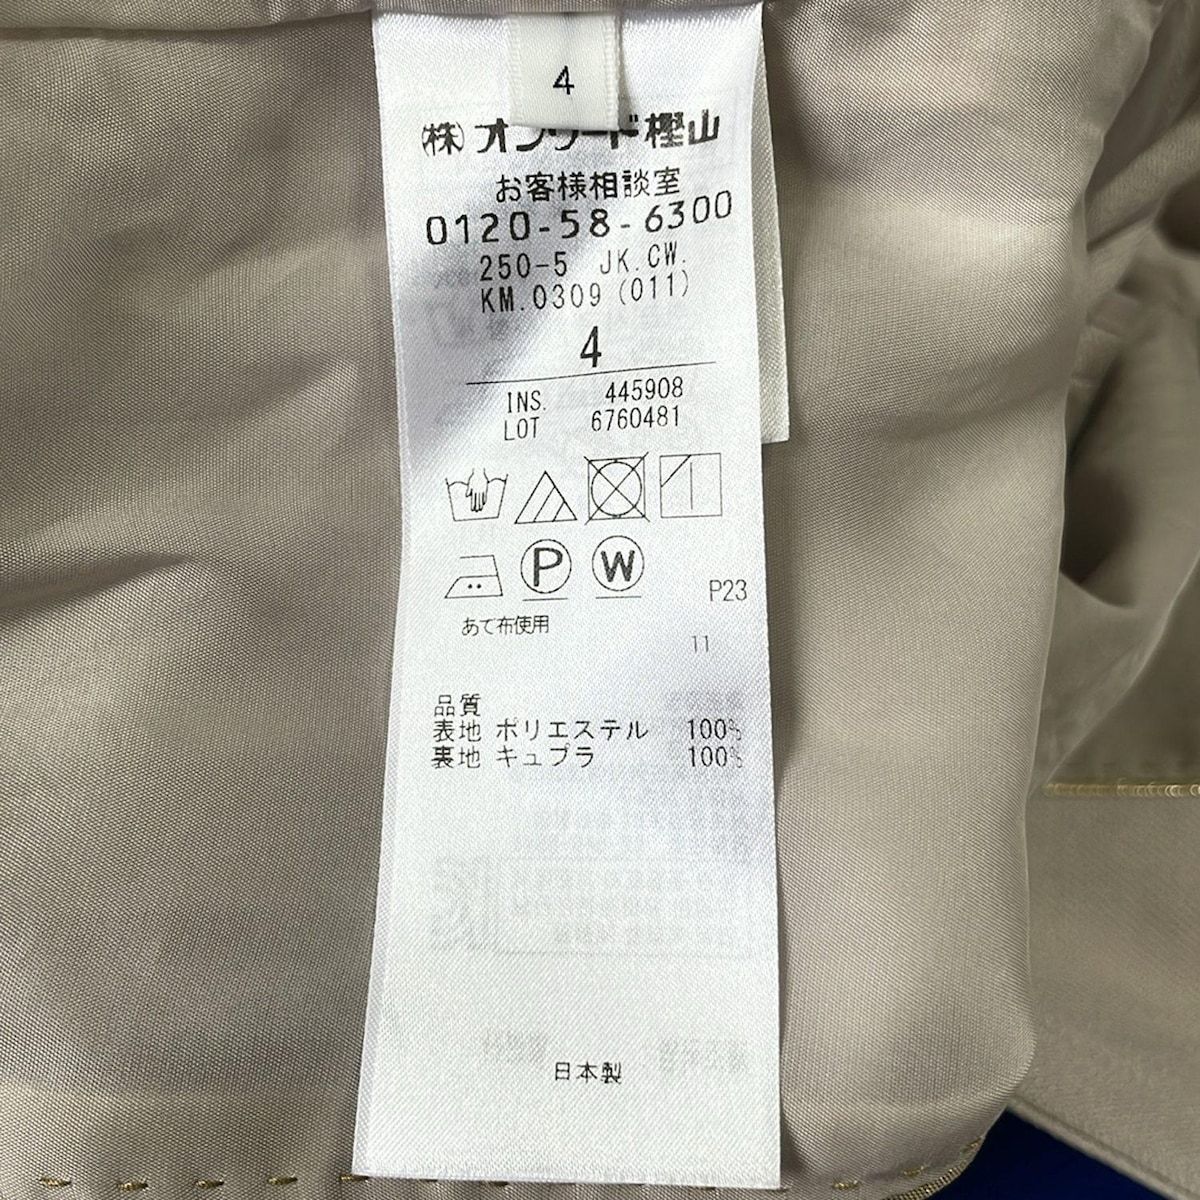 4
(株)オンワード樫山
お客様相談室
0120-58-6300
250-5 JK.CW.
KM.0309 (011)
4
INS. 445908
LOT 6760481
P W
P23
あて布使用
11
品質
表地 ポリエステル 100%
裏地 キュプラ 100%
日本製